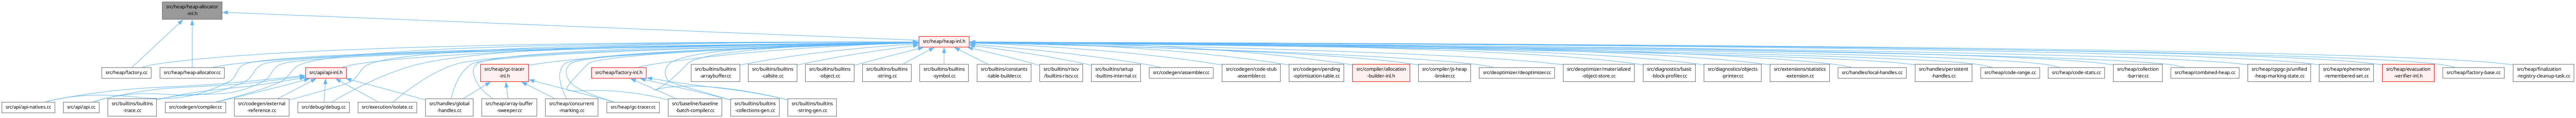 src/heap/heap-allocator
-inl.h
src/heap/heap-inl.h
src/heap/factory.cc
src/heap/heap-allocator.cc
src/api/api-inl.h
src/heap/gc-tracer
-inl.h
src/heap/factory-inl.h
src/builtins/builtins
-arraybuffer.cc
src/builtins/builtins
-callsite.cc
src/builtins/builtins
-object.cc
src/builtins/builtins
-string.cc
src/builtins/builtins
-symbol.cc
src/builtins/constants
-table-builder.cc
src/builtins/riscv
/builtins-riscv.cc
src/builtins/setup
-builtins-internal.cc
src/codegen/assembler.cc
src/codegen/code-stub
-assembler.cc
src/codegen/pending
-optimization-table.cc
src/compiler/allocation
-builder-inl.h
src/compiler/js-heap
-broker.cc
src/deoptimizer/deoptimizer.cc
src/deoptimizer/materialized
-object-store.cc
src/diagnostics/basic
-block-profiler.cc
src/diagnostics/objects
-printer.cc
src/extensions/statistics
-extension.cc
src/handles/local-handles.cc
src/handles/persistent
-handles.cc
src/heap/code-range.cc
src/heap/code-stats.cc
src/heap/collection
-barrier.cc
src/heap/combined-heap.cc
src/heap/cppgc-js/unified
-heap-marking-state.cc
src/heap/ephemeron
-remembered-set.cc
src/heap/evacuation
-verifier-inl.h
src/heap/factory-base.cc
src/heap/finalization
-registry-cleanup-task.cc
src/api/api-natives.cc
src/api/api.cc
src/builtins/builtins
-trace.cc
src/codegen/compiler.cc
src/codegen/external
-reference.cc
src/debug/debug.cc
src/execution/isolate.cc
src/handles/global
-handles.cc
src/heap/array-buffer
-sweeper.cc
src/heap/concurrent
-marking.cc
src/heap/gc-tracer.cc
src/baseline/baseline
-batch-compiler.cc
src/builtins/builtins
-collections-gen.cc
src/builtins/builtins
-string-gen.cc